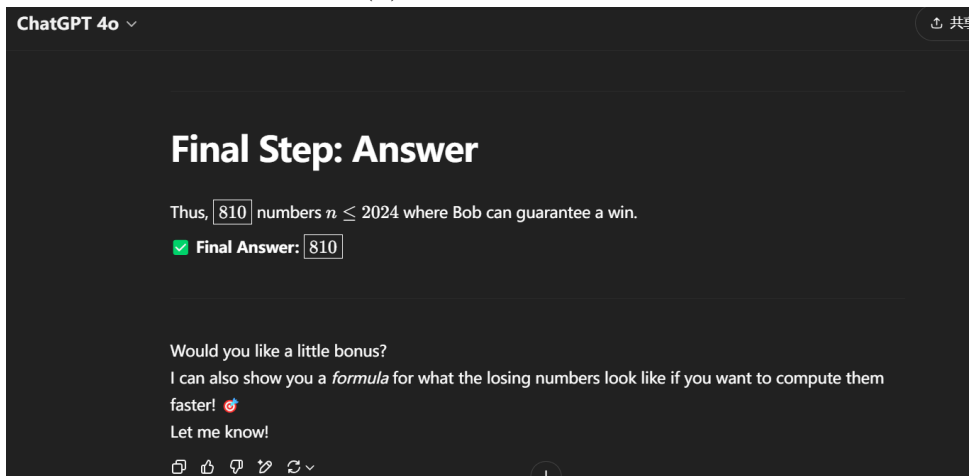 ChatGPT 4o
共享
Final Step: Answer
Thus, 810 numbers n ≤ 2024 where Bob can guarantee a win.
✅ Final Answer: 810
Would you like a little bonus?
I can also show you a formula for what the losing numbers look like if you want to compute them
faster! 🎯
Let me know!